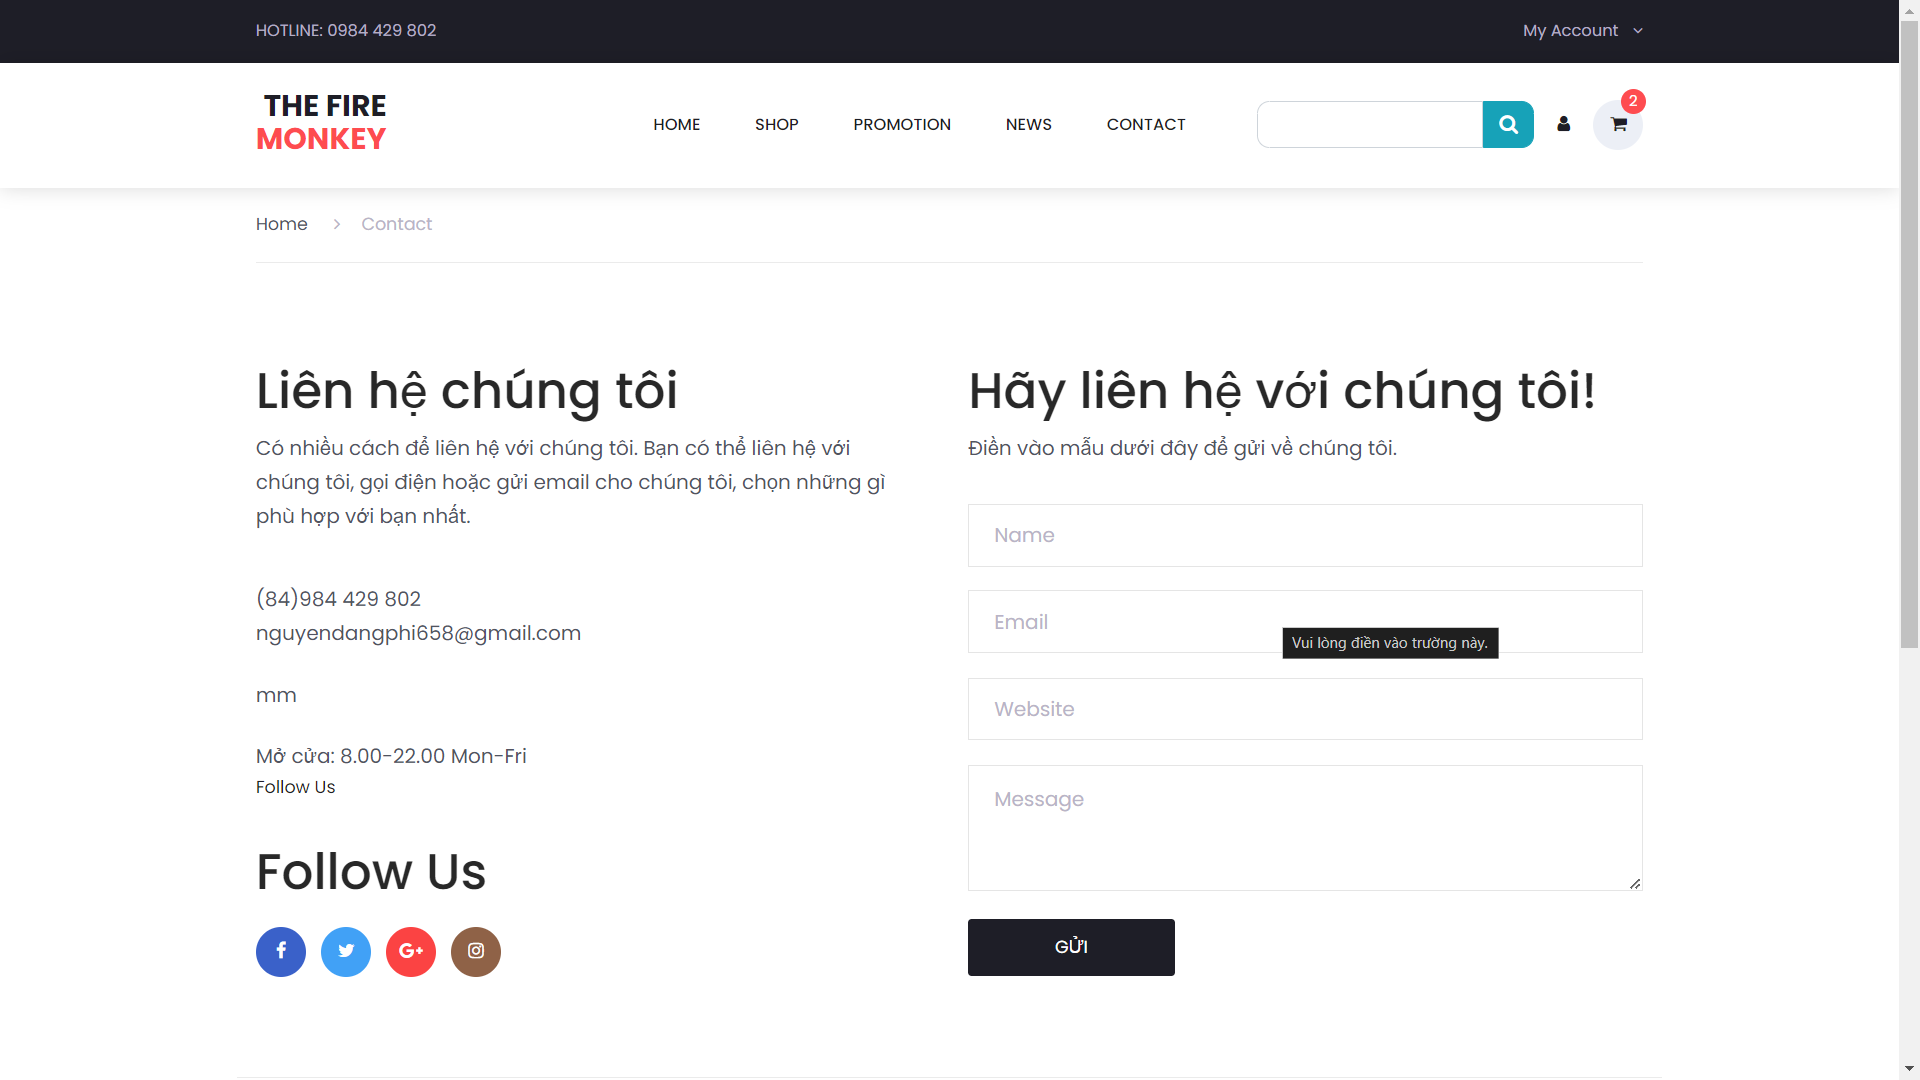 HOTLINE: 0984 429 802
My Account
THE FIRE
MONKEY
HOME
SHOP
PROMOTION
NEWS
CONTACT
2
Home
Contact
Liên hệ chúng tôi
Có nhiều cách để liên hệ với chúng tôi. Bạn có thể liên hệ với
chúng tôi, gọi điện hoặc gửi email cho chúng tôi, chọn những gì
phù hợp với bạn nhất.
(84)984 429 802
nguyendangphi658@gmail.com
mm
Mở cửa: 8.00-22.00 Mon-Fri
Follow Us
Follow Us
Hãy liên hệ với chúng tôi!
Điền vào mẫu dưới đây để gửi về chúng tôi.
Name
Email
Vui lòng điền vào trường này.
Website
Message
GỬI